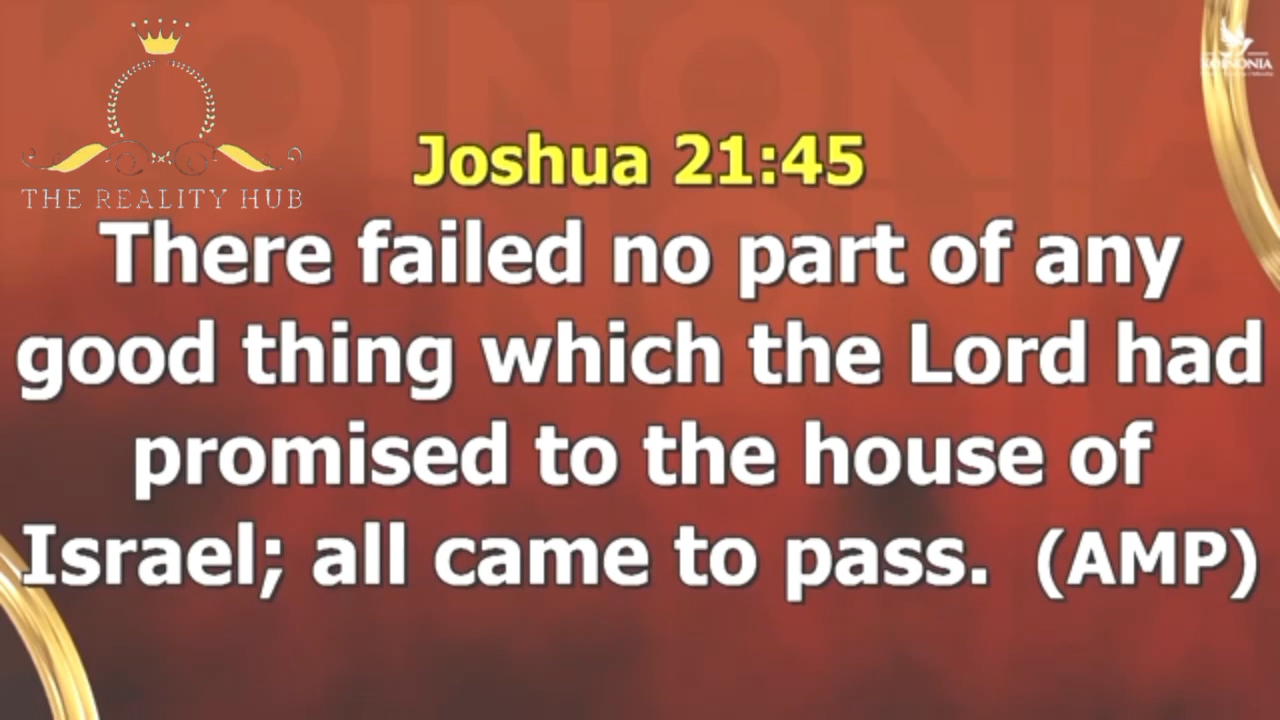 THE REALITY HUB
KOINONIA
Joshua 21:45
There failed no part of any
good thing which the Lord had
promised to the house of
Israel; all came to pass. (AMP)